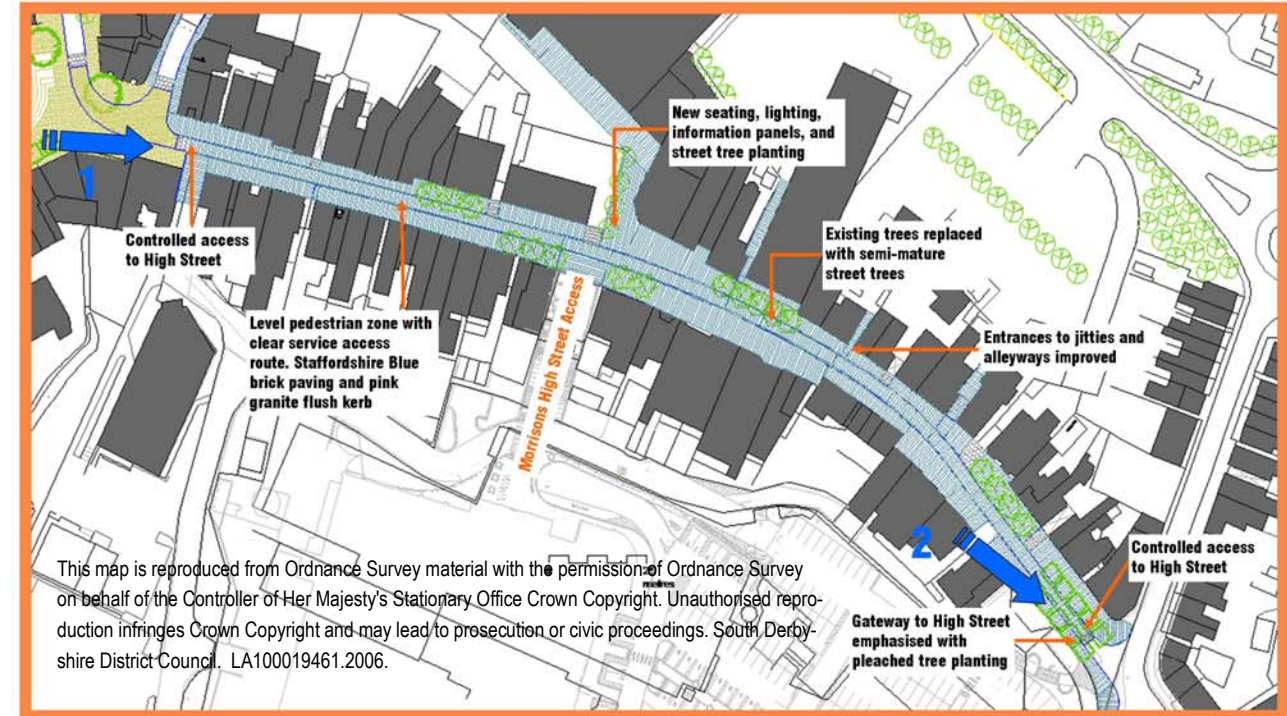 New seating, lighting,
information panels, and
street tree planting
1
Controlled access
to High Street
Existing trees replaced
with semi-mature
street trees
Level pedestrian zone with
clear service access
route. Staffordshire Blue
brick paving and pink
granite flush kerb
Morrisons High Street Access
Entrances to jitties and
alleyways improved
2
Controlled access
to High Street
Gateway to High Street
emphasised with
pleached tree planting
metres
This map is reproduced from Ordnance Survey material with the permission of Ordnance Survey
on behalf of the Controller of Her Majesty's Stationary Office Crown Copyright. Unauthorised repro-
duction infringes Crown Copyright and may lead to prosecution or civic proceedings. South Derby-
shire District Council. LA100019461.2006.